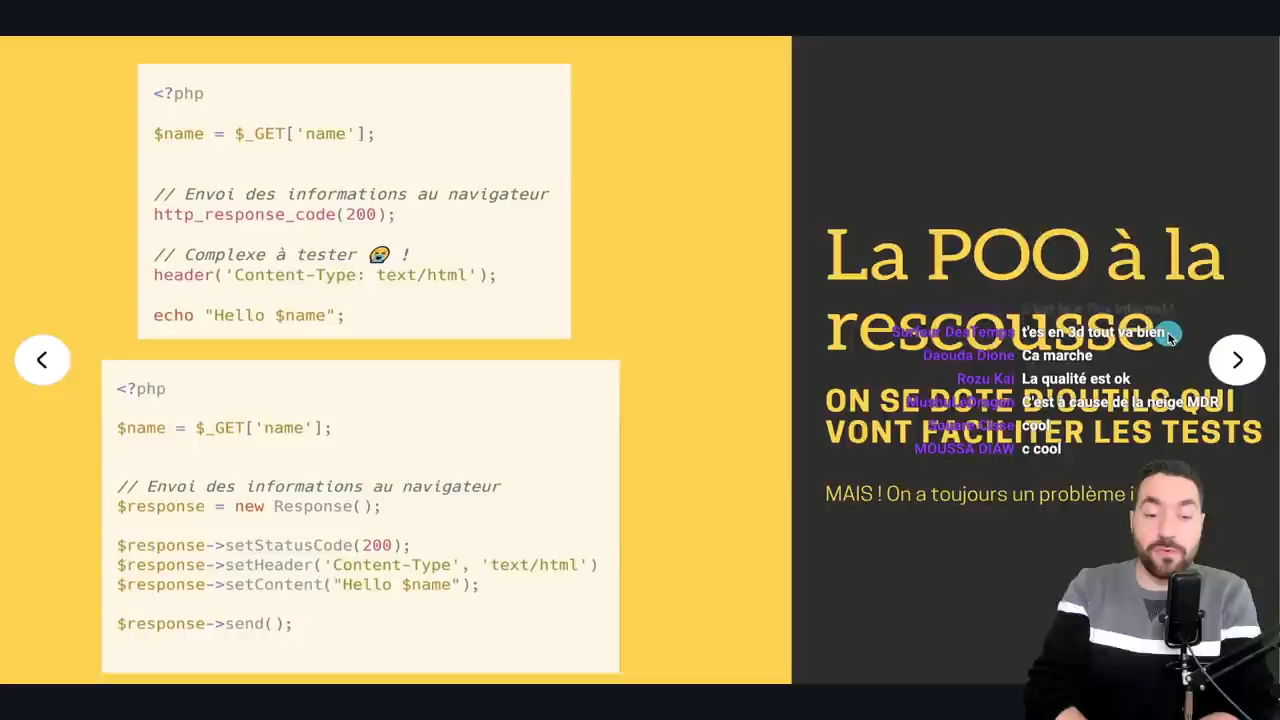 <?php
$name = $_GET['name'];
// Envoi des informations au navigateur
http_response_code(200);
// Complexe à tester 😭 !
header('Content-Type: text/html');
echo "Hello $name";
<?php
$name = $_GET['name'];
// Envoi des informations au navigateur
$response = new Response();
$response->setStatusCode(200);
$response->setHeader('Content-Type', 'text/html')
$response->setContent("Hello $name");
$response->send();
La POO à la
rescousse
ON SE DOTE D'OUTILS QUI
VONT FACILITER LES TESTS
MAIS ! On a toujours un problème
Surfeur DesTemps t'es en 3d tout va bien
Daouda Dione Ca marche
Rozu Kai La qualité est ok
MushuLeDragon C'est à cause de la neige MDR
Cisse cool
MOUSSA DIAW c cool